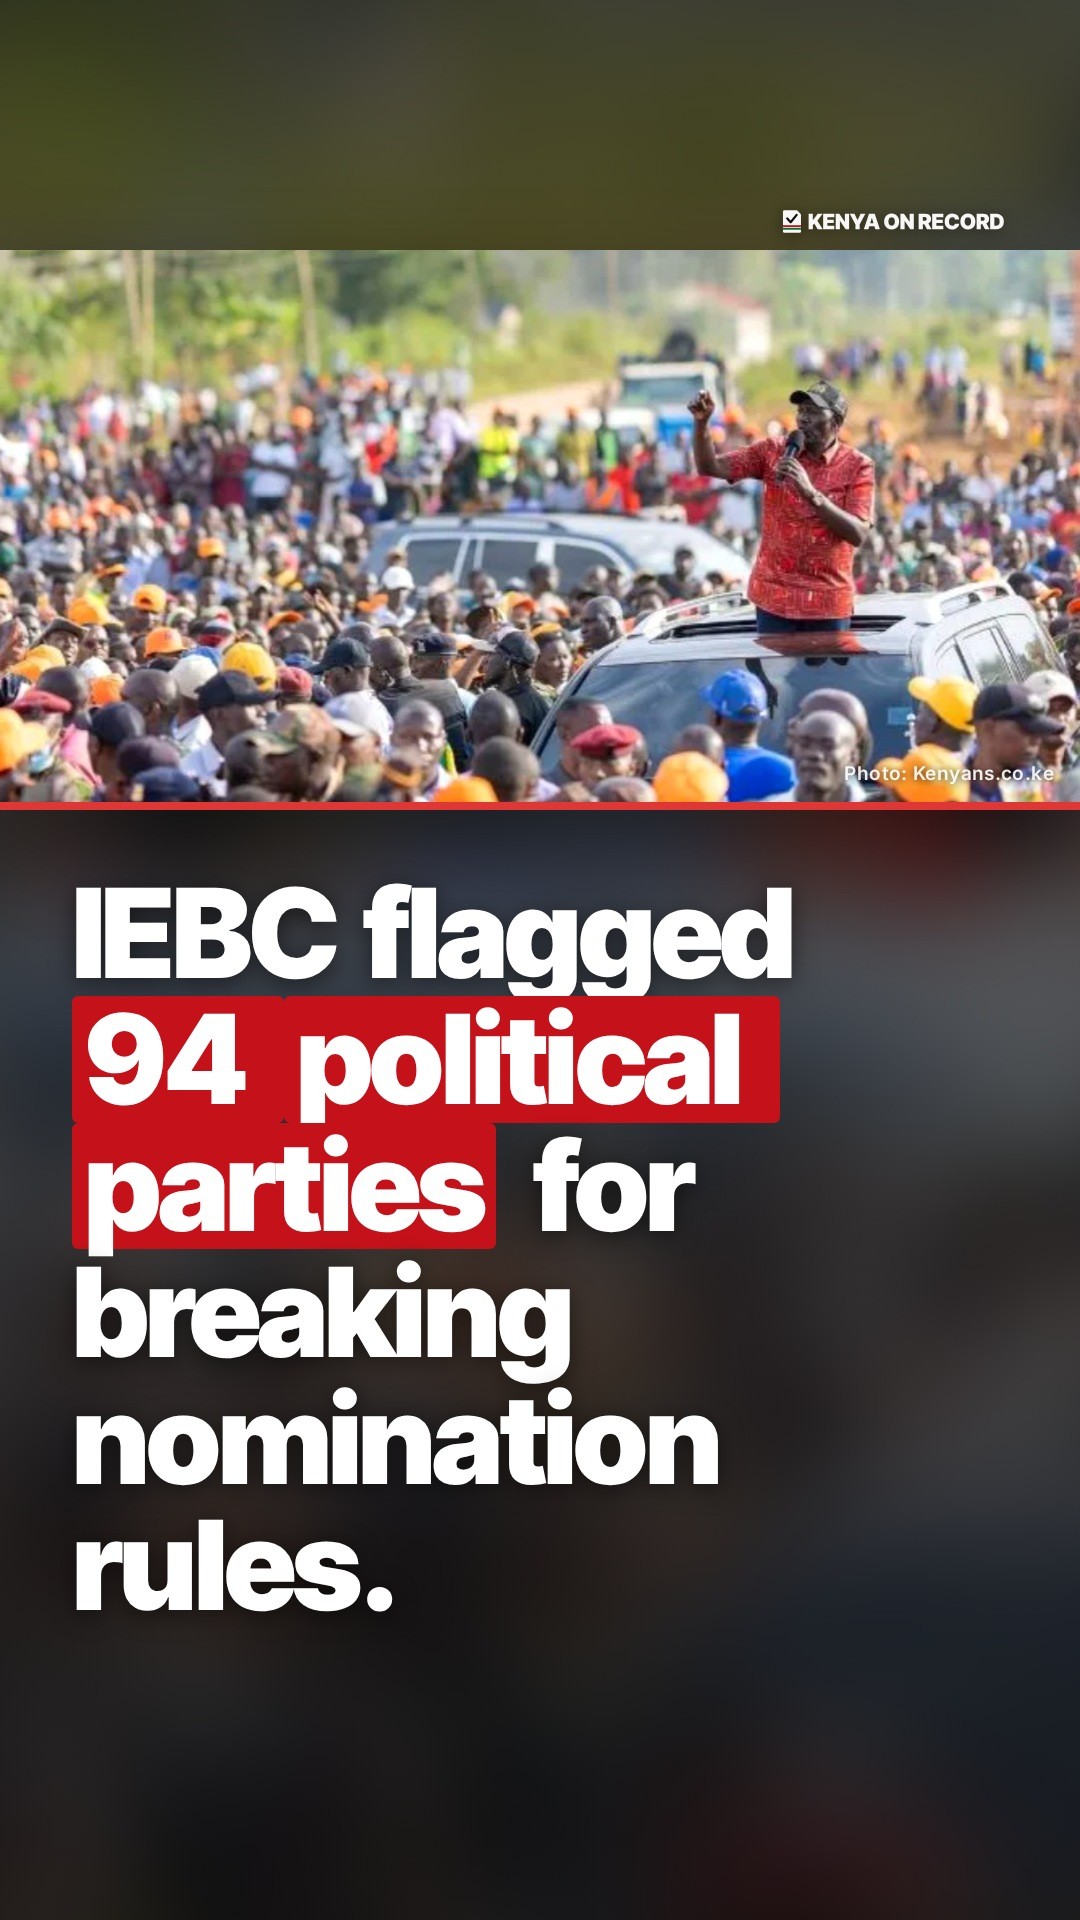 KENYA ON RECORD
Photo: Kenyans.co.ke
IEBC flagged
94 political
parties for
breaking
nomination
rules.